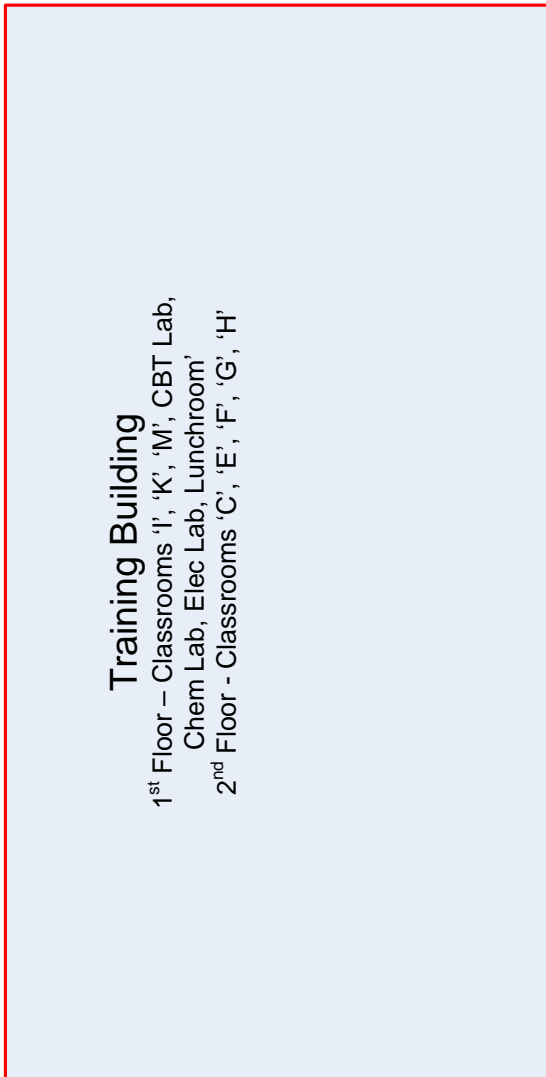 Training Building
1st Floor – Classrooms ‘I’, ‘K’, ‘M’, CBT Lab,
Chem Lab, Elec Lab, Lunchroom’
2nd Floor - Classrooms ‘C’, ‘E’, ‘F’, ‘G’, ‘H’